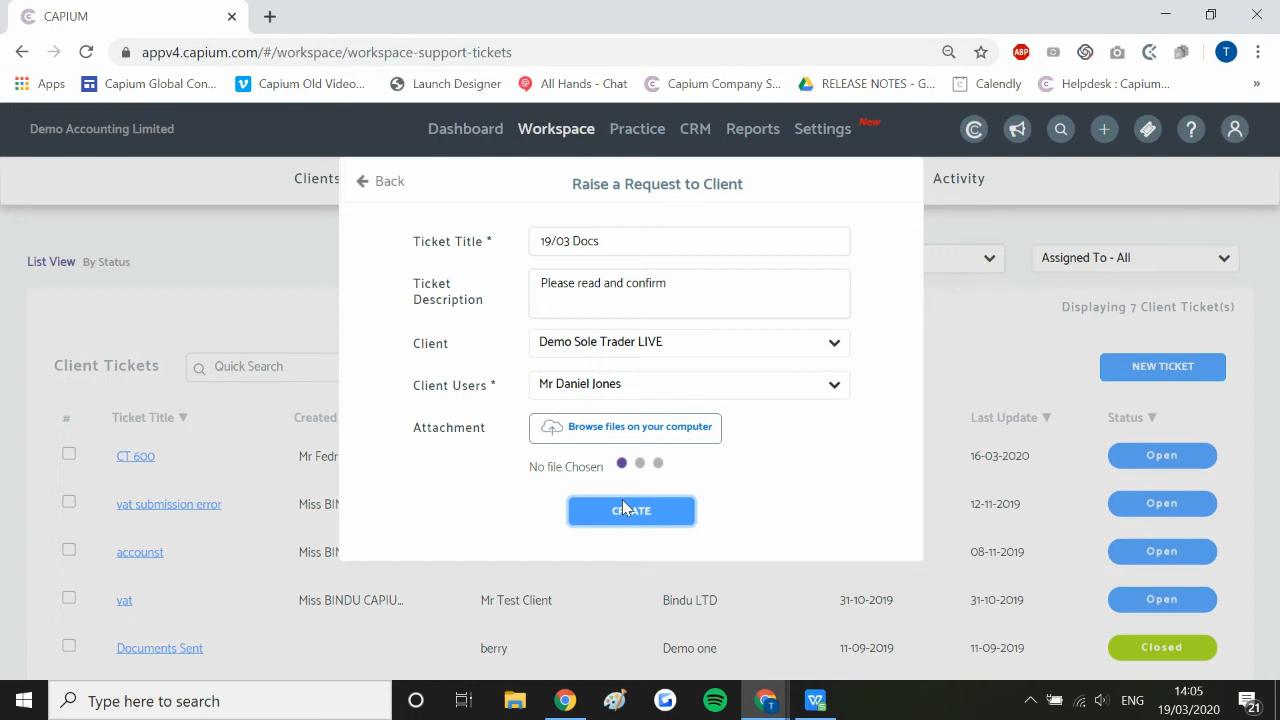 CAPIUM
appv4.capium.com/#/workspace/workspace-support-tickets
ABP
T
Apps
Capium Global Con...
Capium Old Video...
Launch Designer
All Hands - Chat
Capium Company S...
RELEASE NOTES - G...
Calendly
Helpdesk : Capium...
»
Demo Accounting Limited
Dashboard
Workspace
Practice
CRM
Reports
Settings
New
Clients
Activity
Back
Raise a Request to Client
Ticket Title *
19/03 Docs
Ticket Description
Please read and confirm
Client
Demo Sole Trader LIVE
Client Users *
Mr Daniel Jones
Attachment
Browse files on your computer
No file Chosen
CREATE
List View
By Status
Assigned To - All
Displaying 7 Client Ticket(s)
Client Tickets
Quick Search
NEW TICKET
#
Ticket Title
Created
Last Update
Status
CT 600
Mr Fedr
16-03-2020
Open
vat submission error
Miss BIN
12-11-2019
Open
accounst
Miss BIN
08-11-2019
Open
vat
Miss BINDU CAPIU...
Mr Test Client
Bindu LTD
31-10-2019
31-10-2019
Open
Documents Sent
berry
Demo one
11-09-2019
11-09-2019
Closed
Type here to search
T
ENG
14:05
19/03/2020
21